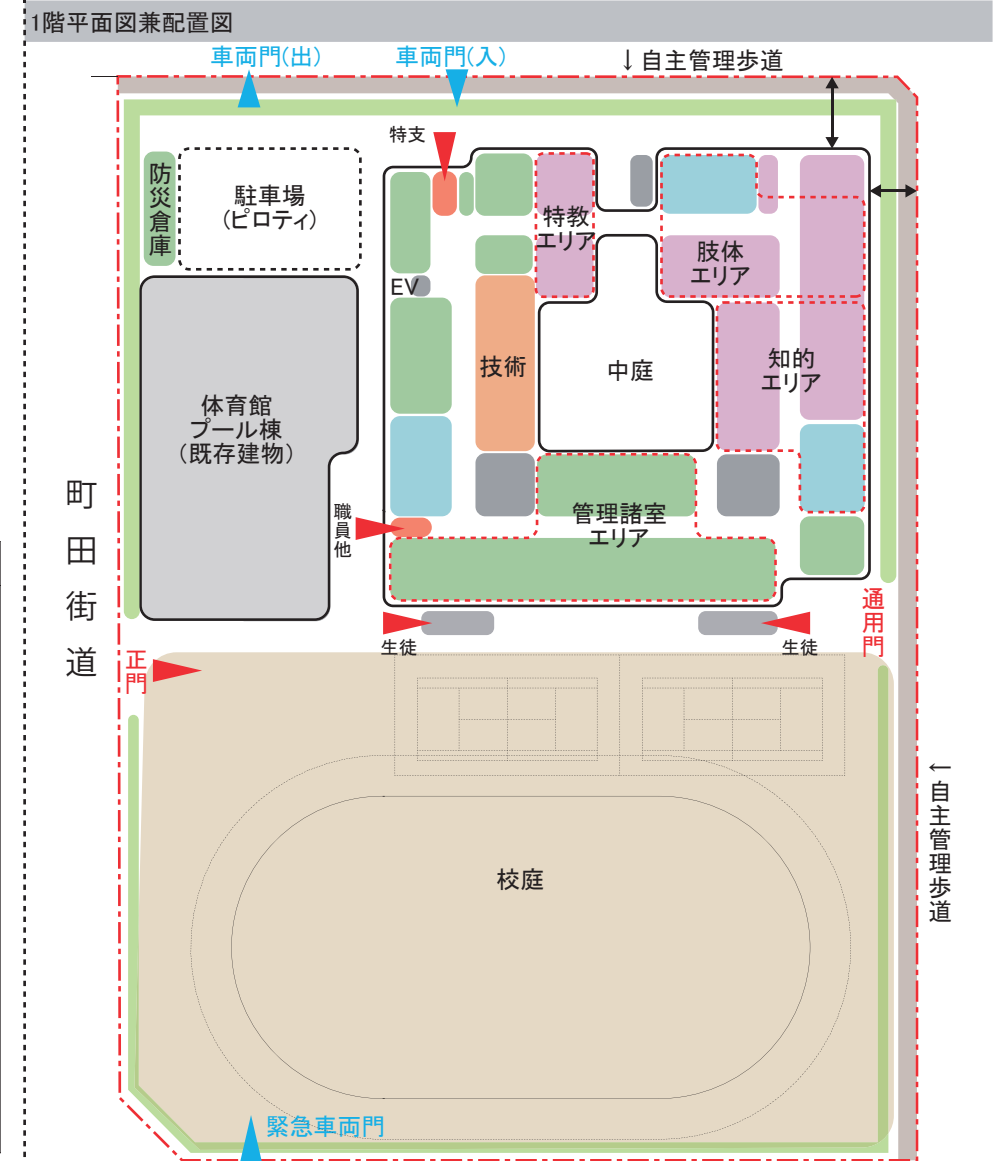 1階平面図兼配置図
車両門(出)
車両門(入)
↓自主管理歩道
特支
防災倉庫
駐車場
(ピロティ)
特教
エリア
肢体
エリア
EV
技術
中庭
知的
エリア
体育館
プール棟
(既存建物)
町田街道
職員他
管理諸室
エリア
生徒
生徒
通用門
正門
←自主管理歩道
校庭
緊急車両門